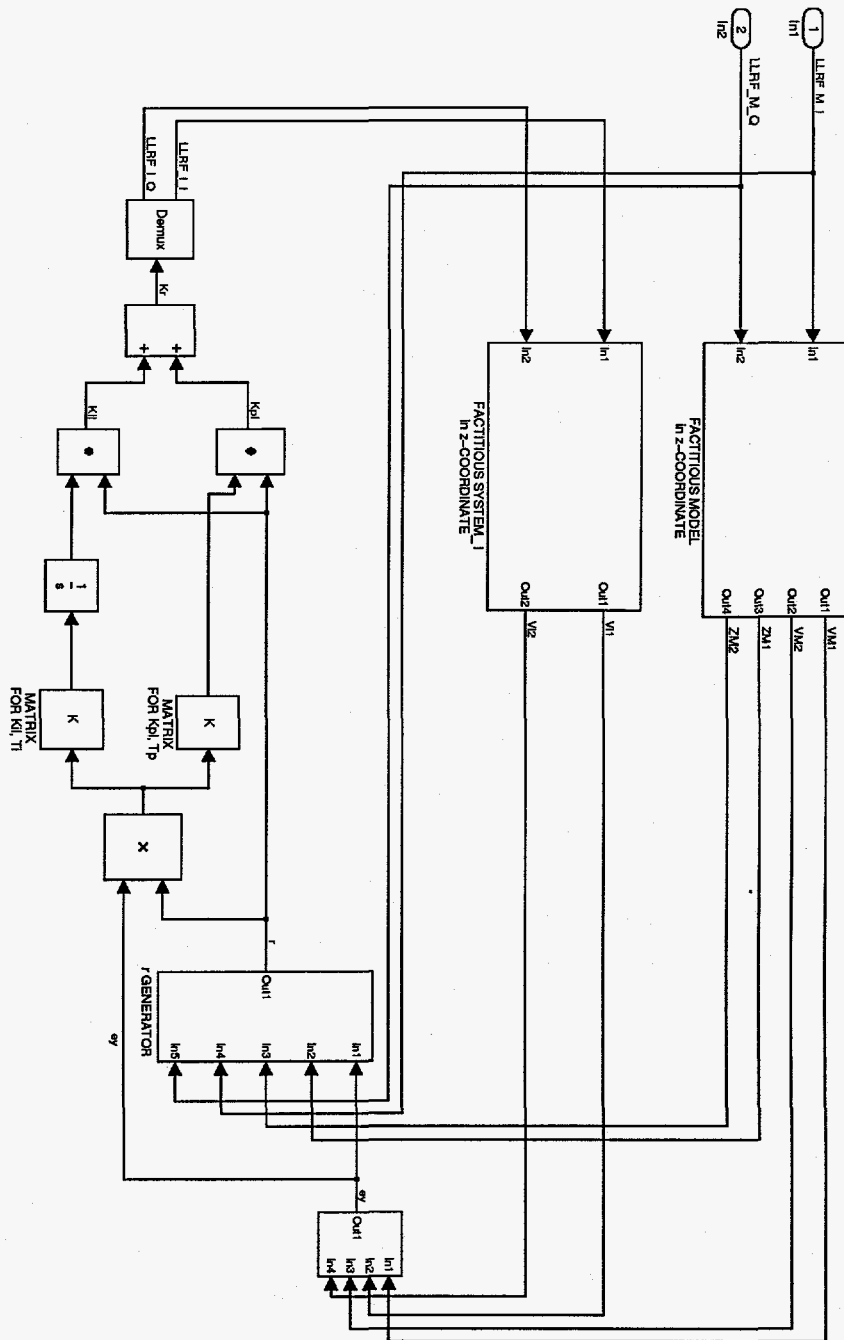 1
In1
LLRF_M_I
2
In2
LLRF_M_Q
In1
In2
FACTITIOUS MODEL
in z-COORDINATE
Out1
Out2
Out3
Out4
VM1
VM2
ZM1
ZM2
In1
In2
FACTITIOUS SYSTEM_I
in z-COORDINATE
Out1
Out2
VI1
VI2
LLRF_I_I
LLRF_I_Q
Demux
Kr
+
+
KpI
KiI
*
*
1
s
K
MATRIX
FOR KpI, Tp
K
MATRIX
FOR KiI, Ti
X
r
Out1
r GENERATOR
In1
In2
In3
In4
In5
ey
ey
Out1
In1
In2
In3
In4